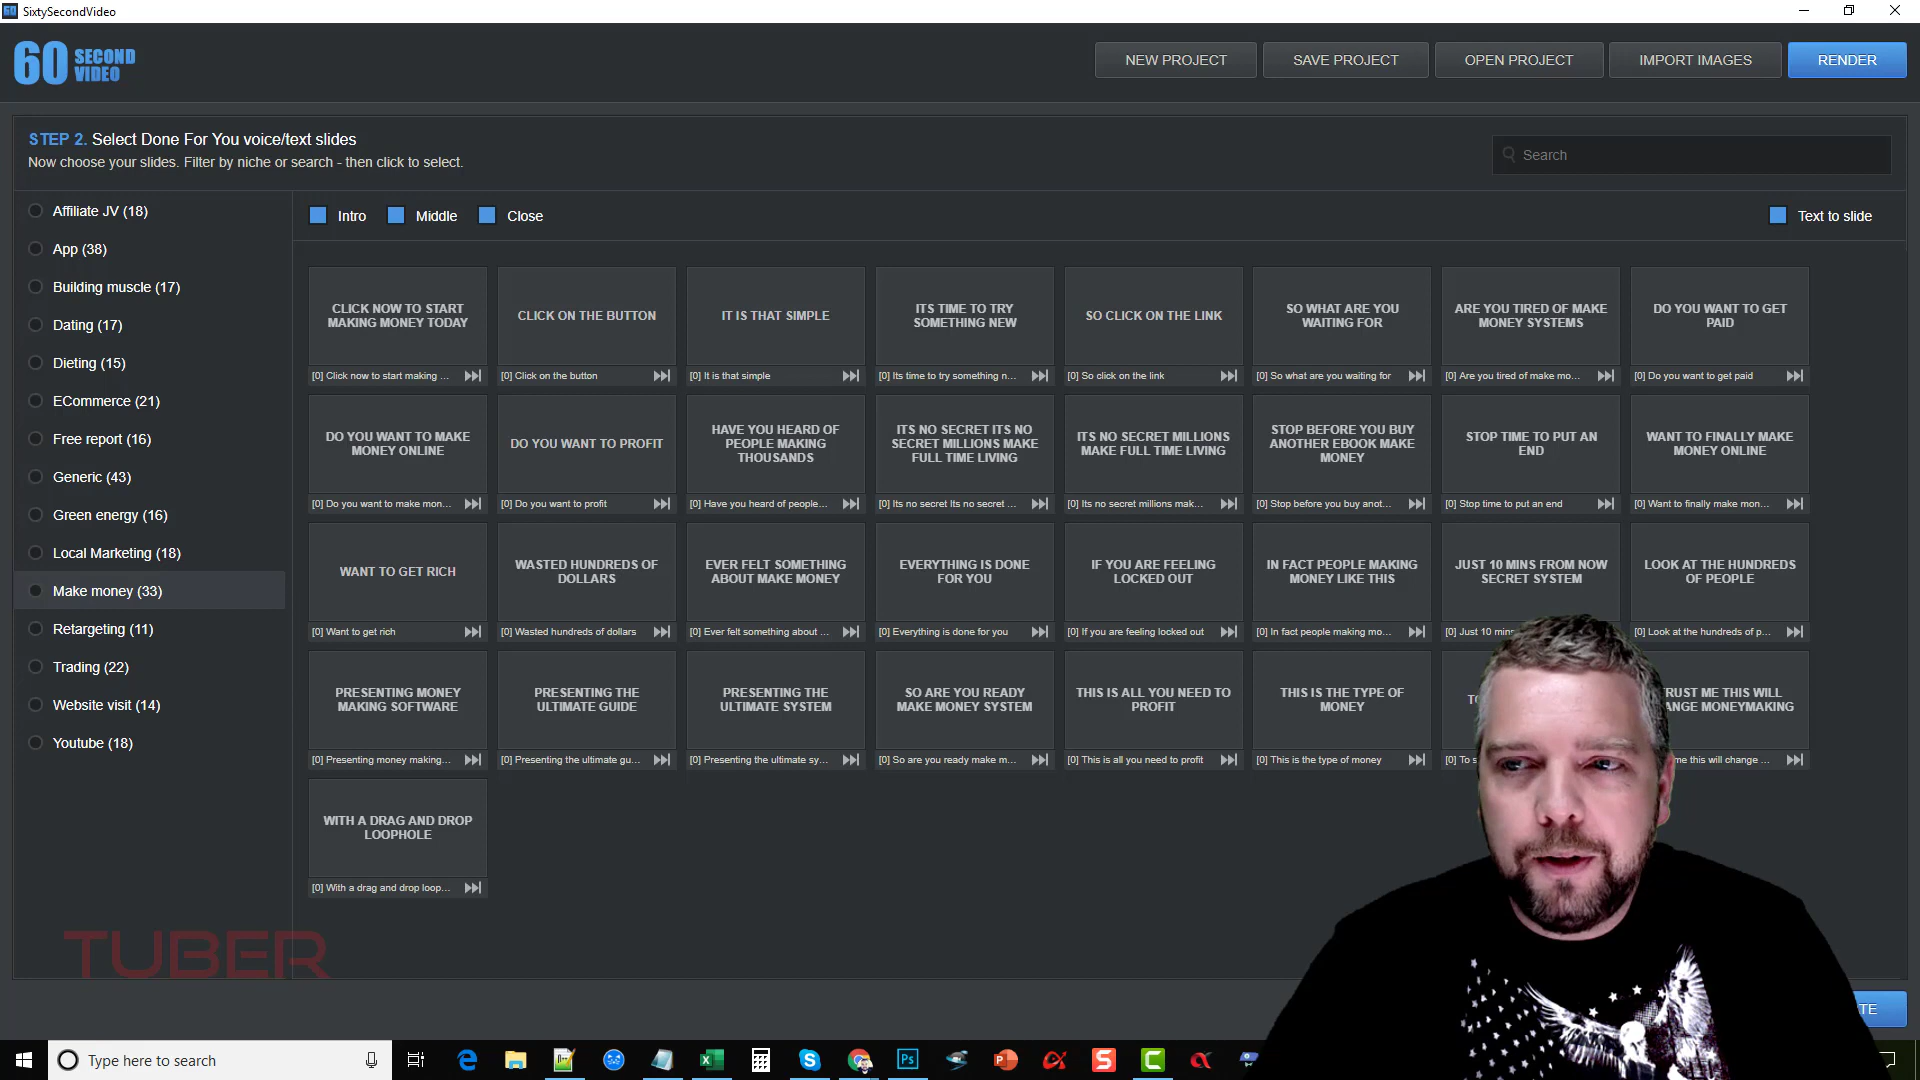 60 SixtySecondVideo
60 SECOND
VIDEO
NEW PROJECT
SAVE PROJECT
OPEN PROJECT
IMPORT IMAGES
RENDER
STEP 2. Select Done For You voice/text slides
Now choose your slides. Filter by niche or search - then click to select.
Search
Affiliate JV (18)
App (38)
Building muscle (17)
Dating (17)
Dieting (15)
ECommerce (21)
Free report (16)
Generic (43)
Green energy (16)
Local Marketing (18)
Make money (33)
Retargeting (11)
Trading (22)
Website visit (14)
Youtube (18)
Intro
Middle
Close
Text to slide
CLICK NOW TO START
MAKING MONEY TODAY
[0] Click now to start making ...
CLICK ON THE BUTTON
[0] Click on the button
IT IS THAT SIMPLE
[0] It is that simple
ITS TIME TO TRY
SOMETHING NEW
[0] Its time to try something n...
SO CLICK ON THE LINK
[0] So click on the link
SO WHAT ARE YOU
WAITING FOR
[0] So what are you waiting for
ARE YOU TIRED OF MAKE
MONEY SYSTEMS
[0] Are you tired of make mo...
DO YOU WANT TO GET
PAID
[0] Do you want to get paid
DO YOU WANT TO MAKE
MONEY ONLINE
[0] Do you want to make mon...
DO YOU WANT TO PROFIT
[0] Do you want to profit
HAVE YOU HEARD OF
PEOPLE MAKING
THOUSANDS
[0] Have you heard of people...
ITS NO SECRET ITS NO
SECRET MILLIONS MAKE
FULL TIME LIVING
[0] Its no secret Its no secret ...
ITS NO SECRET MILLIONS
MAKE FULL TIME LIVING
[0] Its no secret millions mak...
STOP BEFORE YOU BUY
ANOTHER EBOOK MAKE
MONEY
[0] Stop before you buy anot...
STOP TIME TO PUT AN
END
[0] Stop time to put an end
WANT TO FINALLY MAKE
MONEY ONLINE
[0] Want to finally make mon...
WANT TO GET RICH
[0] Want to get rich
WASTED HUNDREDS OF
DOLLARS
[0] Wasted hundreds of dollars
EVER FELT SOMETHING
ABOUT MAKE MONEY
[0] Ever felt something about ...
EVERYTHING IS DONE
FOR YOU
[0] Everything is done for you
IF YOU ARE FEELING
LOCKED OUT
[0] If you are feeling locked out
IN FACT PEOPLE MAKING
MONEY LIKE THIS
[0] In fact people making mo...
JUST 10 MINS FROM NOW
SECRET SYSTEM
[0] Just 10 mins
LOOK AT THE HUNDREDS
OF PEOPLE
[0] Look at the hundreds of p...
PRESENTING MONEY
MAKING SOFTWARE
[0] Presenting money making...
PRESENTING THE
ULTIMATE GUIDE
[0] Presenting the ultimate gu...
PRESENTING THE
ULTIMATE SYSTEM
[0] Presenting the ultimate sy...
SO ARE YOU READY
MAKE MONEY SYSTEM
[0] So are you ready make m...
THIS IS ALL YOU NEED TO
PROFIT
[0] This is all you need to profit
THIS IS THE TYPE OF
MONEY
[0] This is the type of money
[0] To
THIS WILL
MONEYMAKING
me this will change ...
WITH A DRAG AND DROP
LOOPHOLE
[0] With a drag and drop loop...
TUBER
Type here to search
Ps